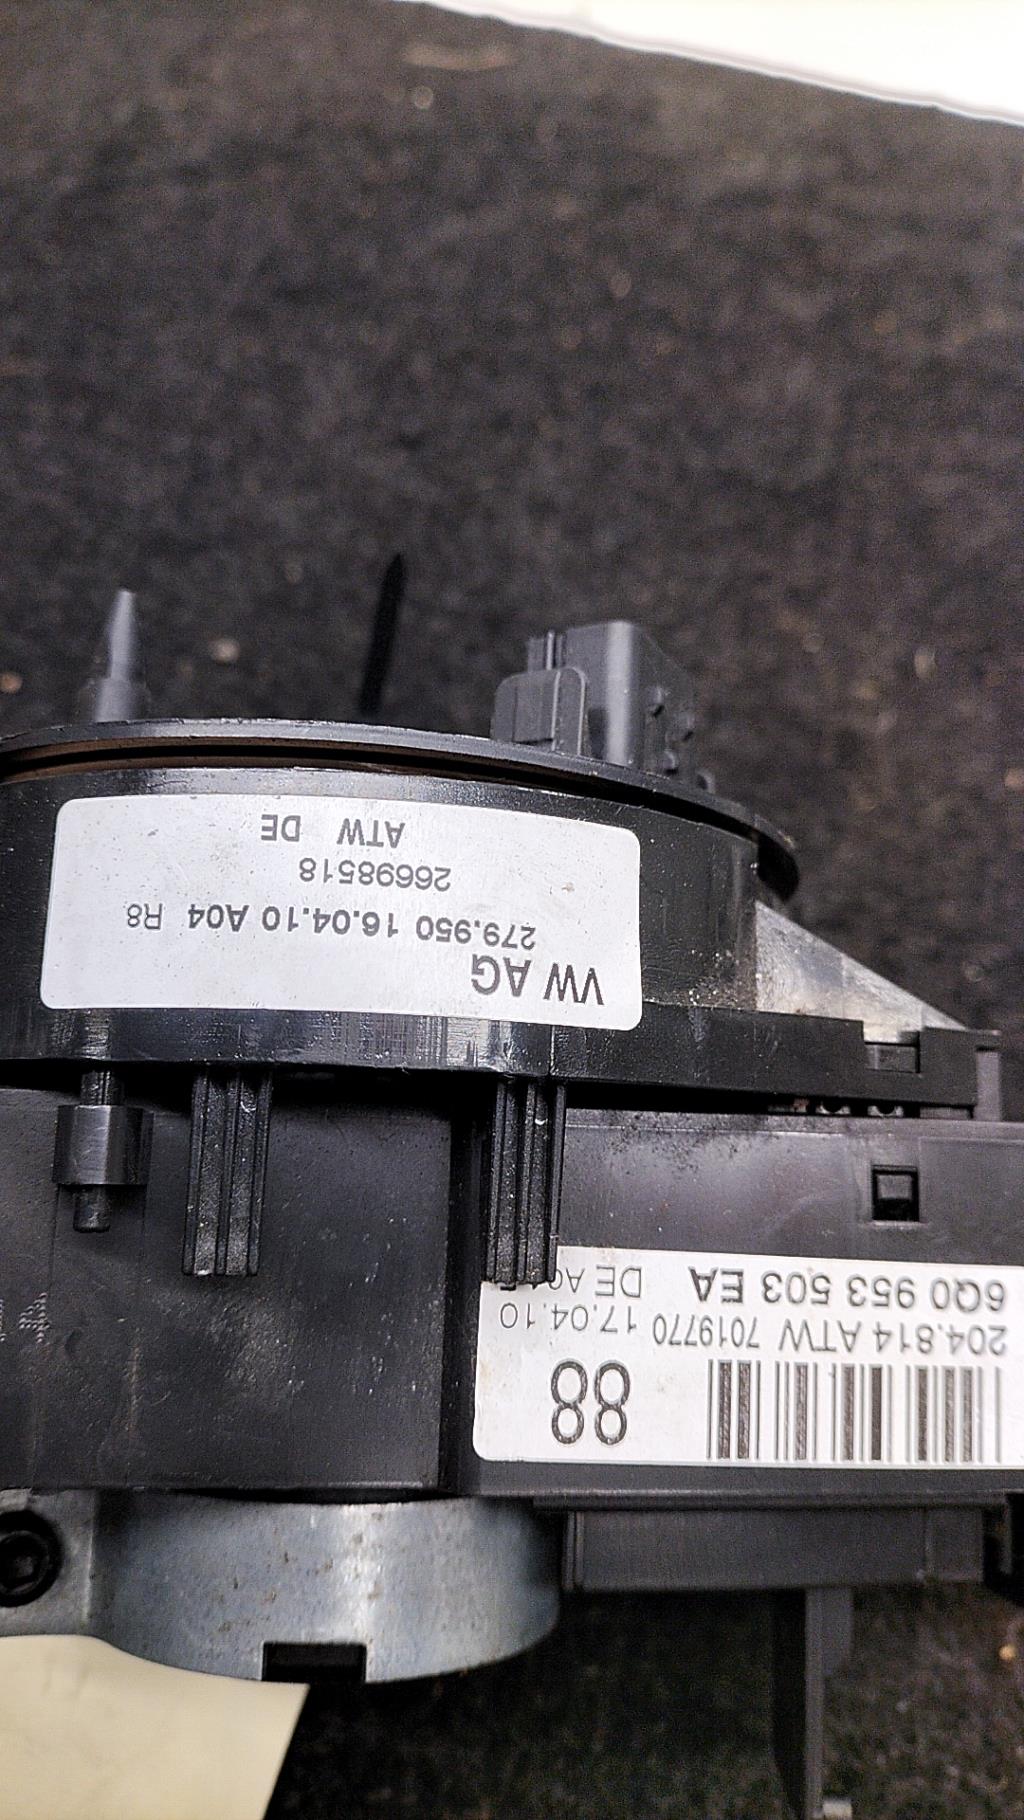 VW AG
279.950 16.04.10 A04 R8
26698518
ATW DE
88
204.814 ATW 7019770 17.04.10
6Q0 953 503 EA DE